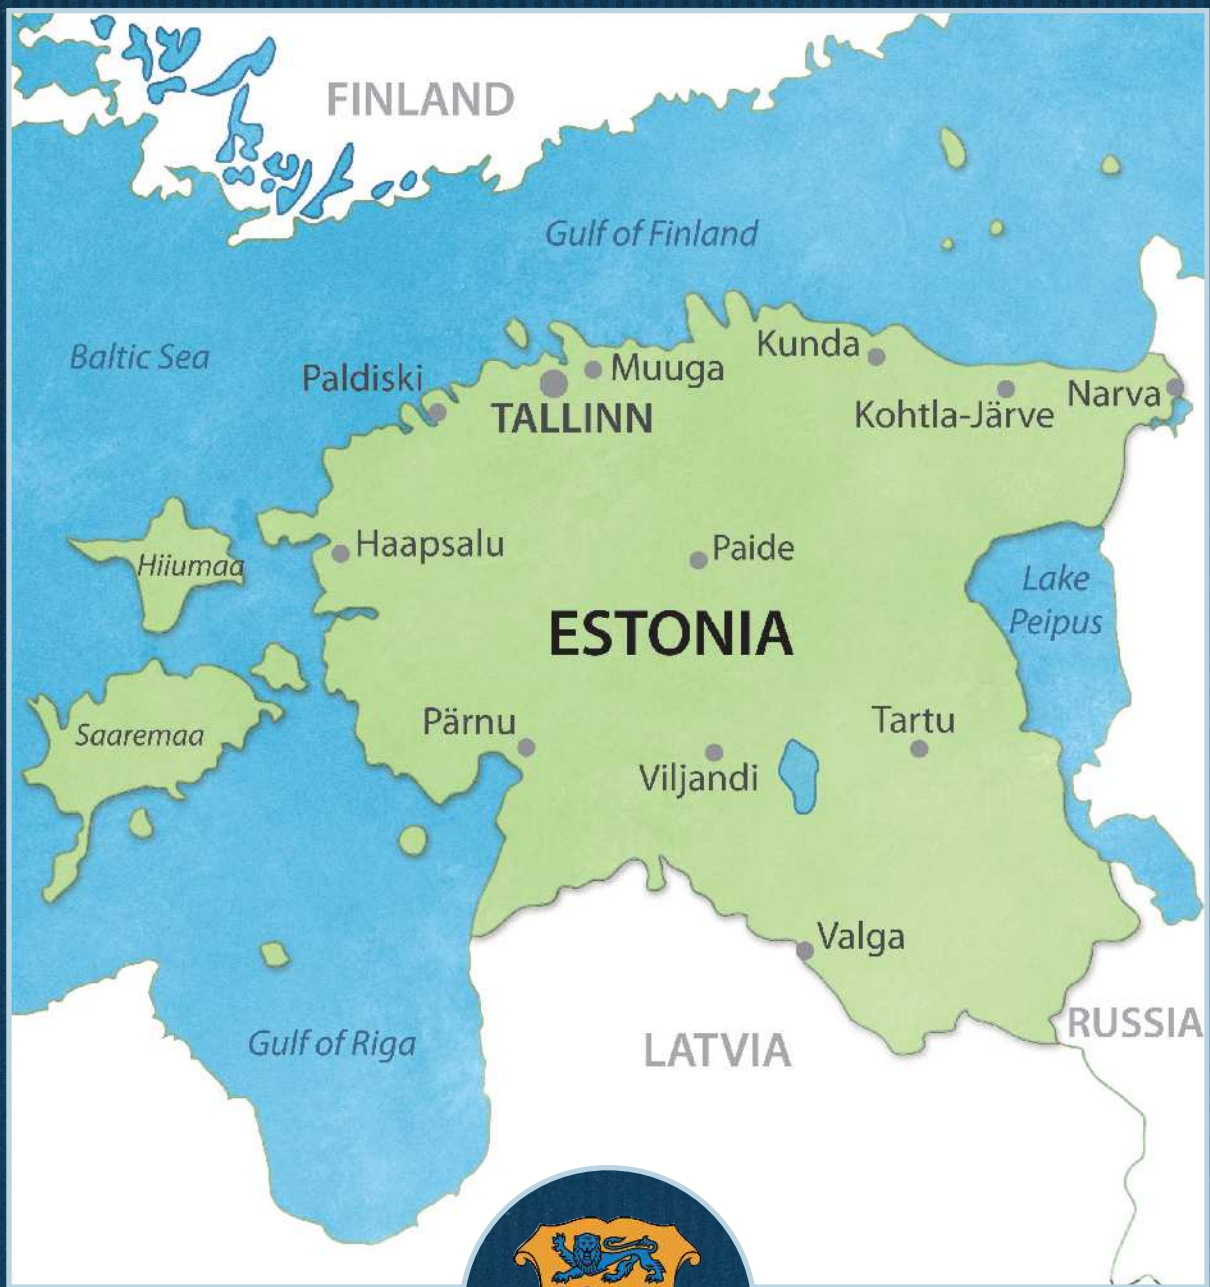 FINLAND
Gulf of Finland
Baltic Sea
Kunda
Paldiski
Muuga
TALLINN
Kohtla-Järve
Narva
Haapsalu
Paide
Hiiumaa
Lake
Peipus
ESTONIA
Pärnu
Tartu
Saaremaa
Viljandi
Valga
RUSSIA
Gulf of Riga
LATVIA